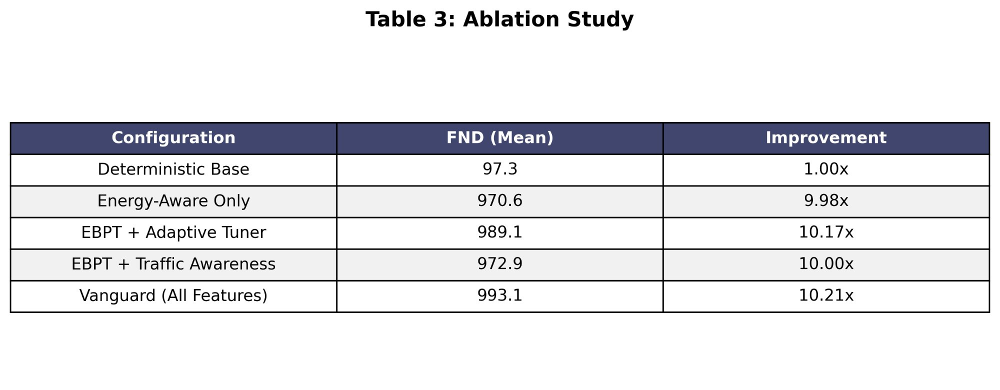 Table 3: Ablation Study
Configuration FND (Mean) Improvement
Deterministic Base 97.3 1.00x
Energy-Aware Only 970.6 9.98x
EBPT + Adaptive Tuner 989.1 10.17x
EBPT + Traffic Awareness 972.9 10.00x
Vanguard (All Features) 993.1 10.21x